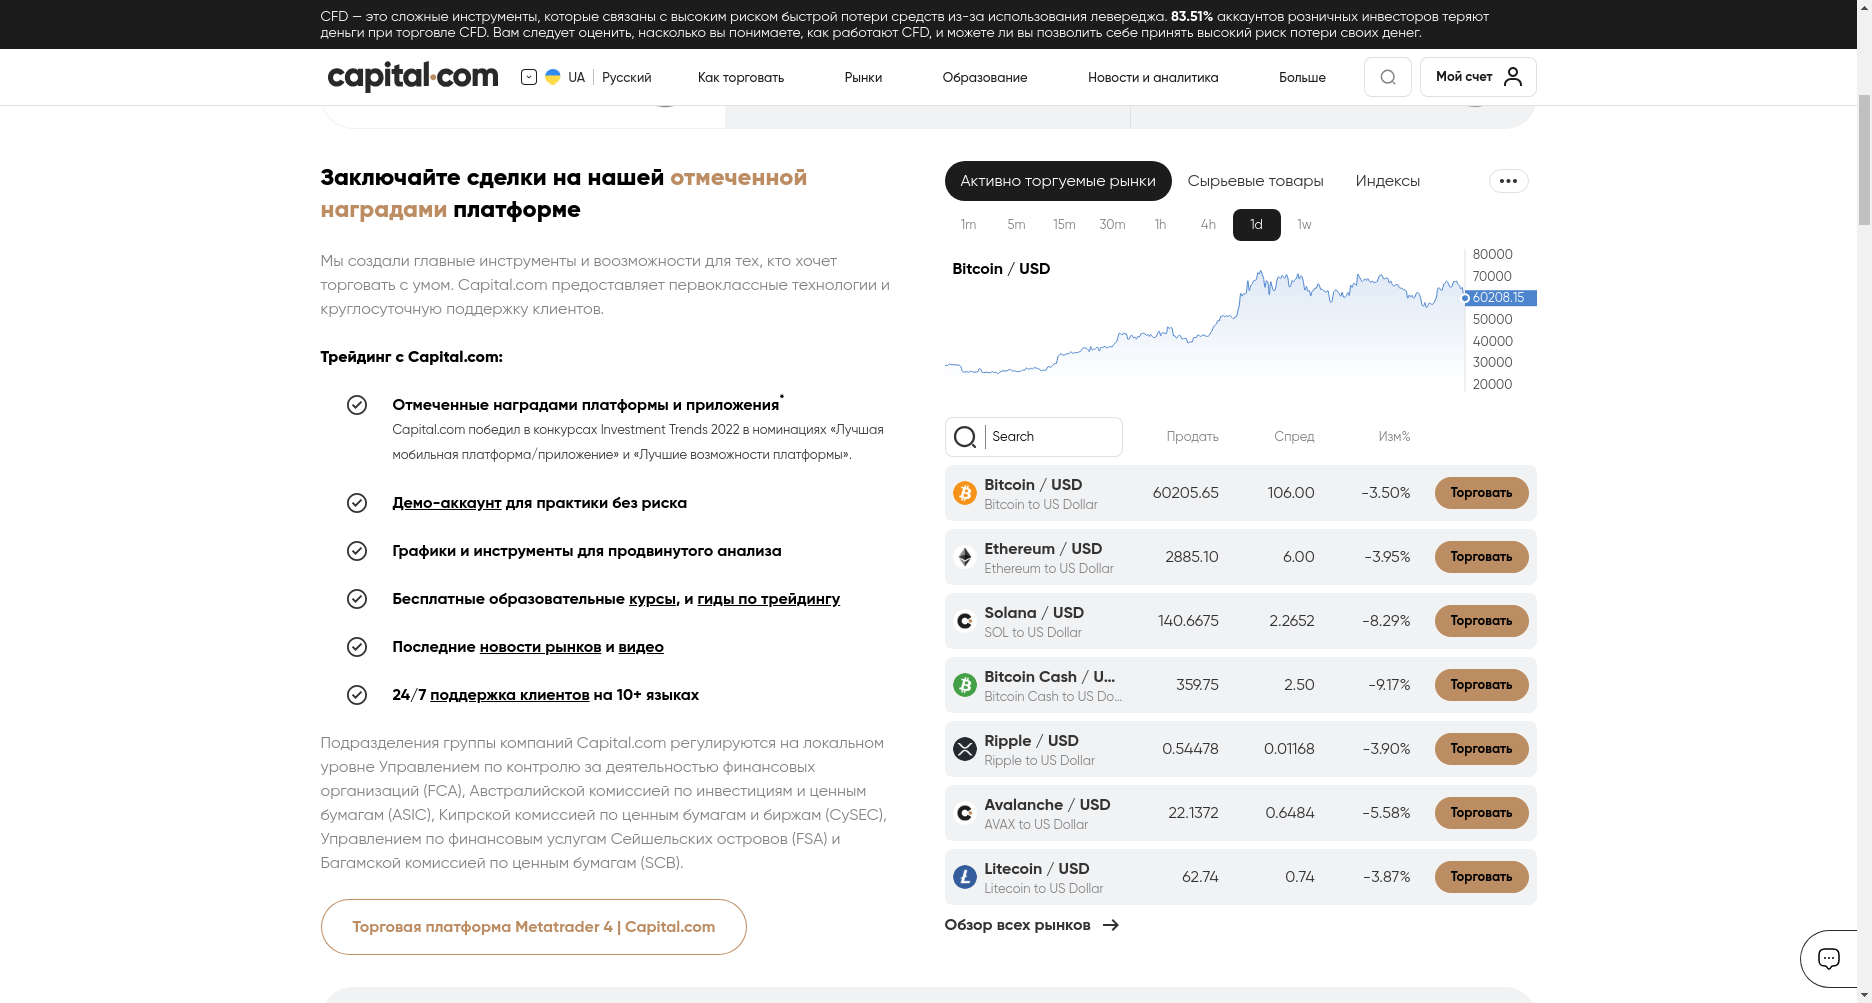 CFD — это сложные инструменты, которые связаны с высоким риском быстрой потери средств из-за использования левереджа. 83.51% аккаунтов розничных инвесторов теряют
деньги при торговле CFD. Вам следует оценить, насколько вы понимаете, как работают CFD, и можете ли вы позволить себе принять высокий риск потери своих денег.
capital.com UA Русский Как торговать Рынки Образование Новости и аналитика Больше Мой счет
Заключайте сделки на нашей отмеченной
наградами платформе
Мы создали главные инструменты и воозможности для тех, кто хочет
торговать с умом. Capital.com предоставляет первоклассные технологии и
круглосуточную поддержку клиентов.
Трейдинг с Capital.com:
Отмеченные наградами платформы и приложения*
Capital.com победил в конкурсах Investment Trends 2022 в номинациях «Лучшая
мобильная платформа/приложение» и «Лучшие возможности платформы».
Демо-аккаунт для практики без риска
Графики и инструменты для продвинутого анализа
Бесплатные образовательные курсы, и гиды по трейдингу
Последние новости рынков и видео
24/7 поддержка клиентов на 10+ языках
Подразделения группы компаний Capital.com регулируются на локальном
уровне Управлением по контролю за деятельностью финансовых
организаций (FCA), Австралийской комиссией по инвестициям и ценным
бумагам (ASIC), Кипрской комиссией по ценным бумагам и биржам (CySEC),
Управлением по финансовым услугам Сейшельских островов (FSA) и
Багамской комиссией по ценным бумагам (SCB).
Торговая платформа Metatrader 4 | Capital.com
Активно торгуемые рынки Сырьевые товары Индексы
1m 5m 15m 30m 1h 4h 1d 1w
Bitcoin / USD
80000
70000
60208.15
50000
40000
30000
20000
Search Продать Спред Изм%
Bitcoin / USD 60205.65 106.00 -3.50% Торговать
Bitcoin to US Dollar
Ethereum / USD 2885.10 6.00 -3.95% Торговать
Ethereum to US Dollar
Solana / USD 140.6675 2.2652 -8.29% Торговать
SOL to US Dollar
Bitcoin Cash / U... 359.75 2.50 -9.17% Торговать
Bitcoin Cash to US Do...
Ripple / USD 0.54478 0.01168 -3.90% Торговать
Ripple to US Dollar
Avalanche / USD 22.1372 0.6484 -5.58% Торговать
AVAX to US Dollar
Litecoin / USD 62.74 0.74 -3.87% Торговать
Litecoin to US Dollar
Обзор всех рынков